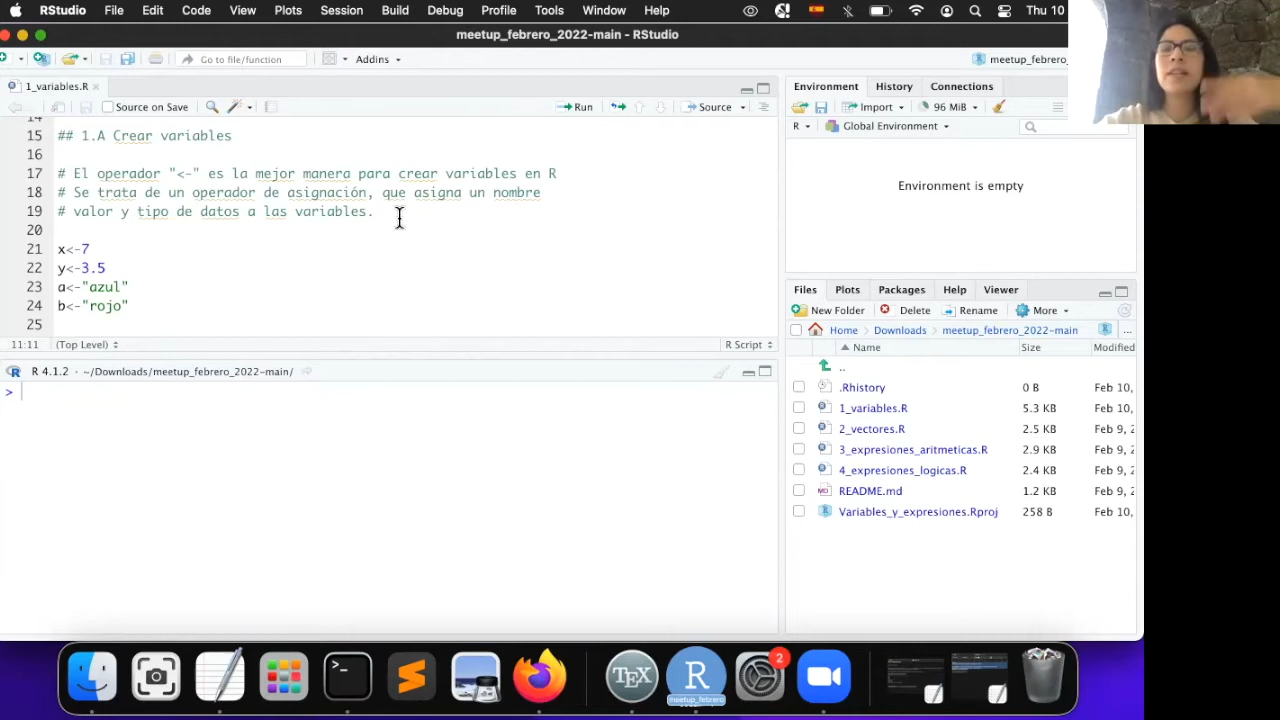 RStudio File Edit Code View Plots Session Build Debug Profile Tools Window Help Thu 10
meetup_febrero_2022-main - RStudio
Go to file/function Addins meetup_febrero_
1_variables.R
Source on Save Run Source
15 ## 1.A Crear variables
16
17 # El operador "<-" es la mejor manera para crear variables en R
18 # Se trata de un operador de asignación, que asigna un nombre
19 # valor y tipo de datos a las variables.
20
21 x<-7
22 y<-3.5
23 a<-"azul"
24 b<-"rojo"
25
11:11 (Top Level) R Script
R 4.1.2 · ~/Downloads/meetup_febrero_2022-main/
>
Environment History Connections
Import 96 MiB
R Global Environment
Environment is empty
Files Plots Packages Help Viewer
New Folder Delete Rename More
Home Downloads meetup_febrero_2022-main ...
Name Size Modified
..
.Rhistory 0 B Feb 10,
1_variables.R 5.3 KB Feb 10,
2_vectores.R 2.5 KB Feb 9, 2
3_expresiones_aritmeticas.R 2.9 KB Feb 9, 2
4_expresiones_logicas.R 2.4 KB Feb 9, 2
README.md 1.2 KB Feb 9, 2
Variables_y_expresiones.Rproj 258 B Feb 10,
>_
TEX
R
meetup_febrero
2